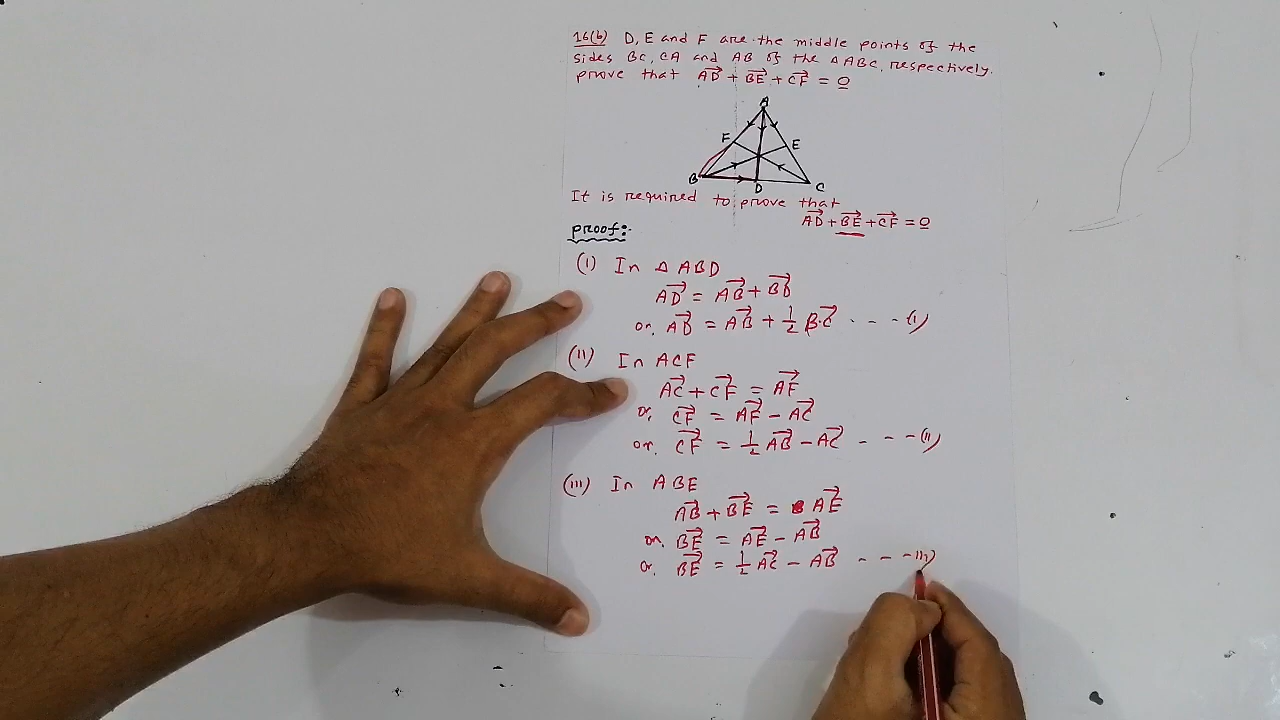 16(b) D, E and F are the middle points of the
sides BC, CA and AB of the △ABC, respectively.
prove that A⃗D + B⃗E + C⃗F = 0
A
F
E
B
D
C
It is required to prove that
A⃗D + B⃗E + C⃗F = 0
proof:-
(i) In △ ABD
A⃗D = A⃗B + B⃗D
or, A⃗D = A⃗B + 1/2 B⃗C - - - (i)
(ii) In ACF
A⃗C + C⃗F = A⃗F
or, C⃗F = A⃗F - A⃗C
or, C⃗F = 1/2 A⃗B - A⃗C - - - (ii)
(iii) In ABE
A⃗B + B⃗E = A⃗E
or, B⃗E = A⃗E - A⃗B
or, B⃗E = 1/2 A⃗C - A⃗B - - - (iii)